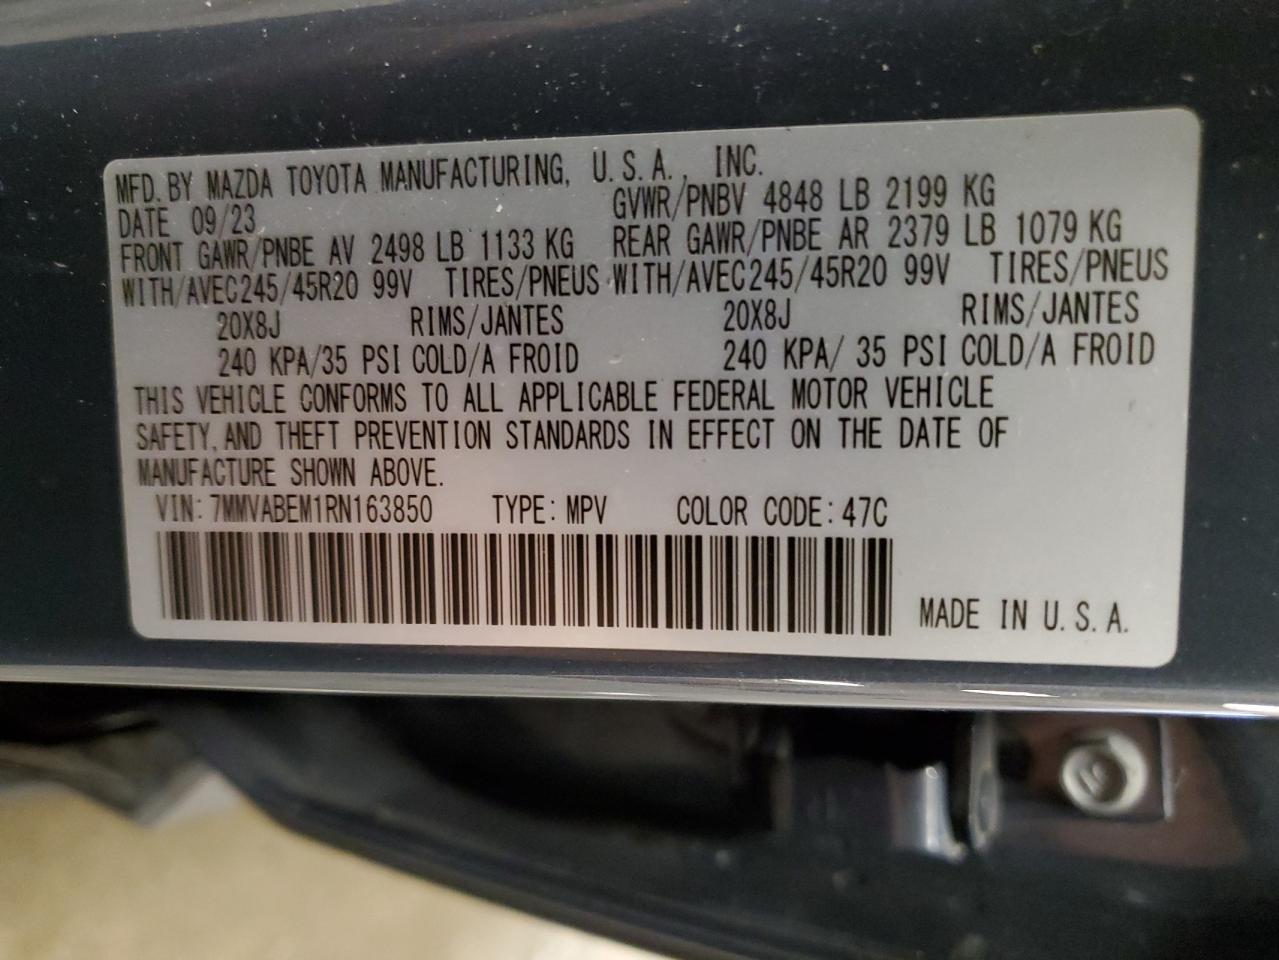 MFD. BY MAZDA TOYOTA MANUFACTURING, U.S.A., INC.
DATE 09/23 GVWR/PNBV 4848 LB 2199 KG
FRONT GAWR/PNBE AV 2498 LB 1133 KG REAR GAWR/PNBE AR 2379 LB 1079 KG
WITH/AVEC245/45R20 99V TIRES/PNEUS WITH/AVEC245/45R20 99V TIRES/PNEUS
20X8J RIMS/JANTES 20X8J RIMS/JANTES
240 KPA/35 PSI COLD/A FROID 240 KPA/ 35 PSI COLD/A FROID
THIS VEHICLE CONFORMS TO ALL APPLICABLE FEDERAL MOTOR VEHICLE
SAFETY, AND THEFT PREVENTION STANDARDS IN EFFECT ON THE DATE OF
MANUFACTURE SHOWN ABOVE.
VIN: 7MMVABEM1RN163850 TYPE: MPV COLOR CODE: 47C
MADE IN U.S.A.